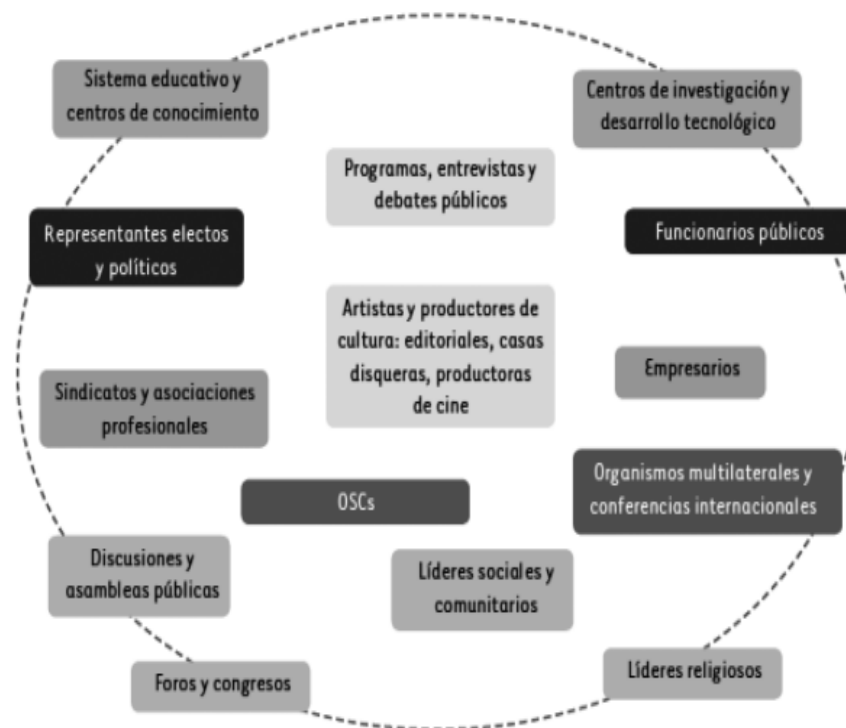 Sistema educativo y
centros de conocimiento
Centros de investigación y
desarrollo tecnológico
Programas, entrevistas y
debates públicos
Representantes electos
y políticos
Funcionarios públicos
Artistas y productores de
cultura: editoriales, casas
disqueras, productoras
de cine
Empresarios
Sindicatos y asociaciones
profesionales
Organismos multilaterales y
conferencias internacionales
OSCs
Discusiones y
asambleas públicas
Líderes sociales y
comunitarios
Foros y congresos
Líderes religiosos